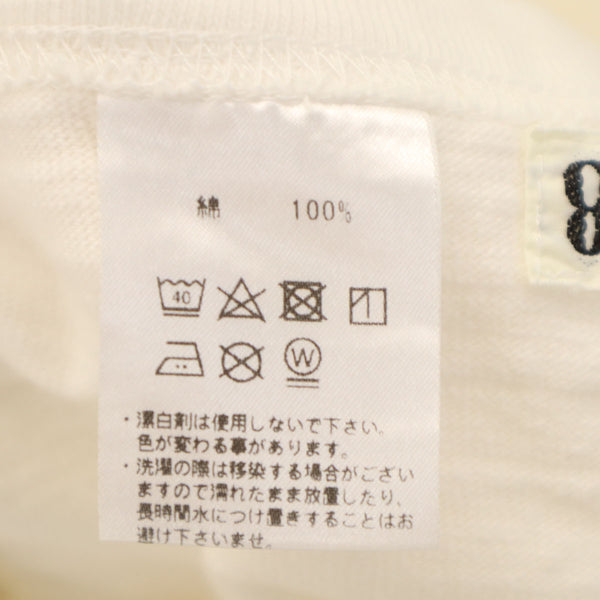 綿 100%
40
W
・漂白剤は使用しないで下さい。
色が変わる事があります。
・洗濯の際は移染する場合がござい
ますので濡れたまま放置したり、
長時間水につけ置きすることはお
避け下さいませ。
8